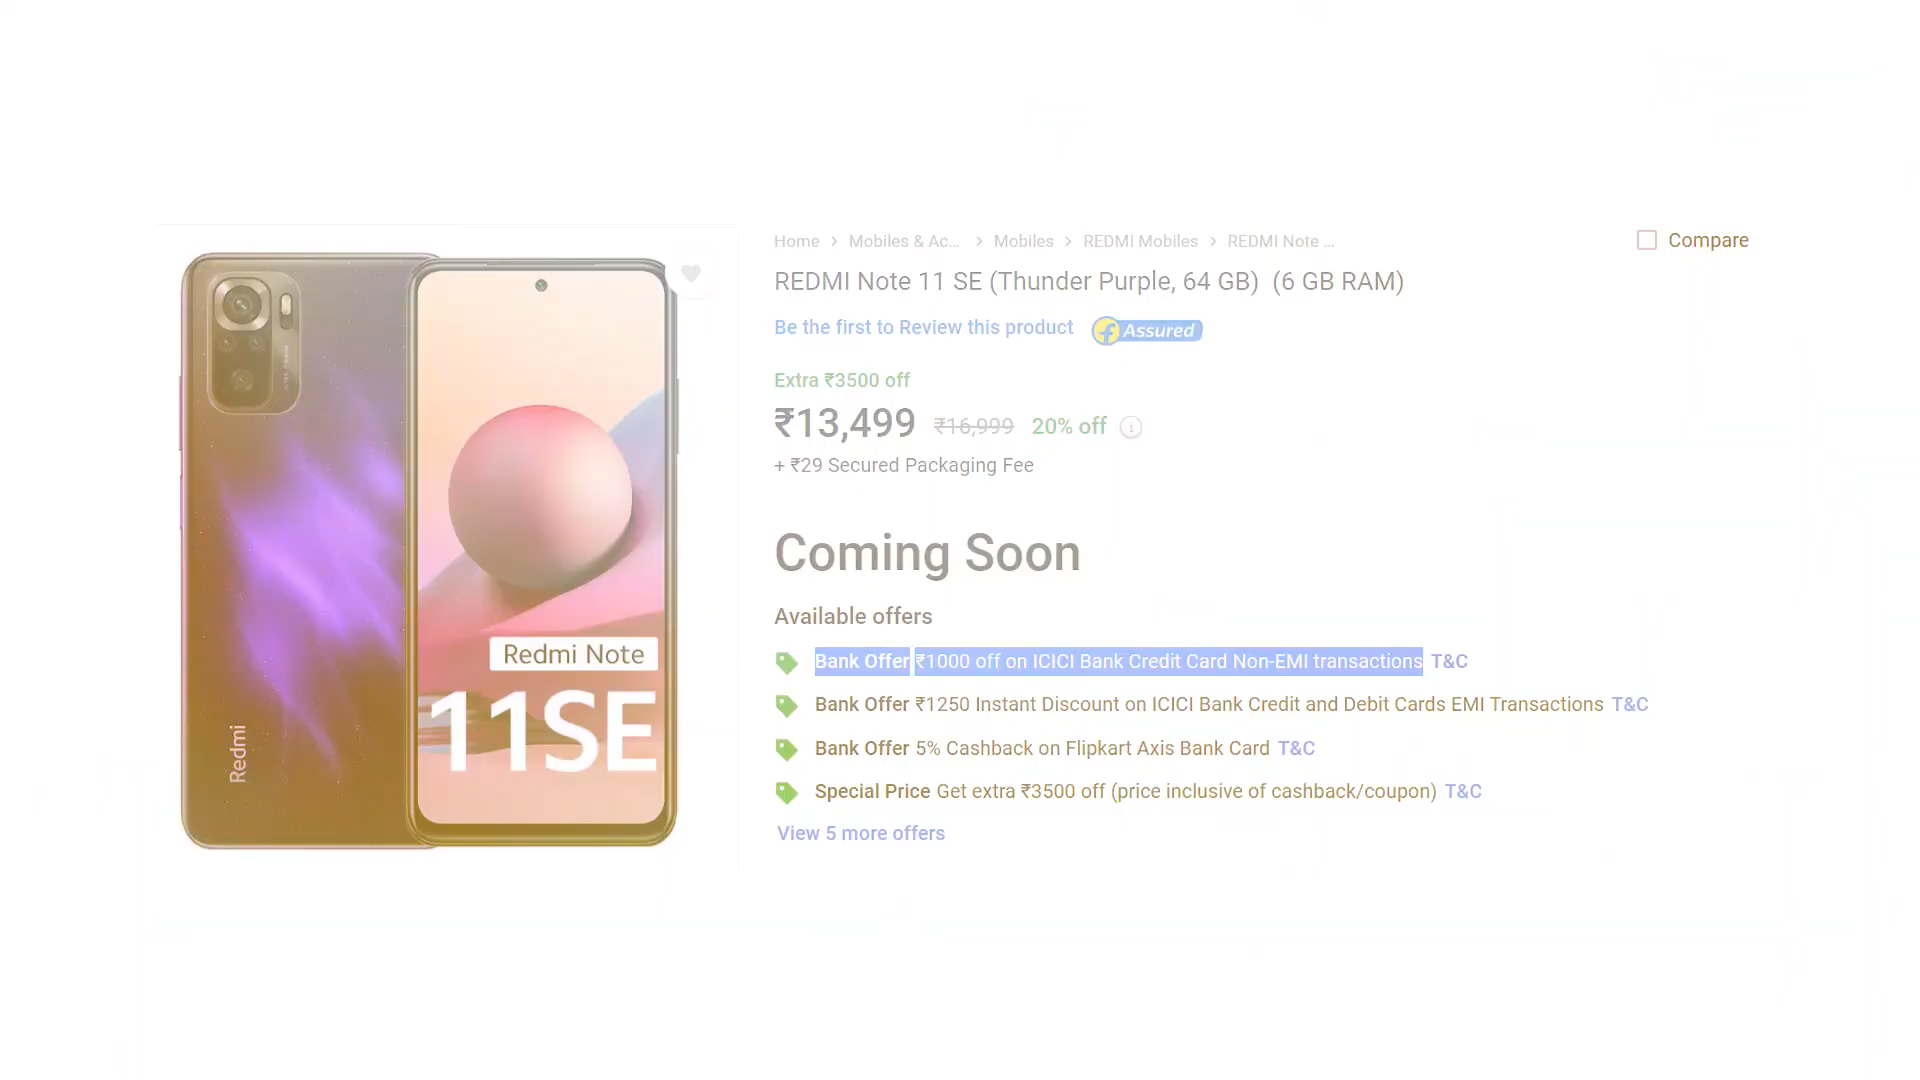 Home > Mobiles & Ac... > Mobiles > REDMI Mobiles > REDMI Note ...
Compare
REDMI Note 11 SE (Thunder Purple, 64 GB) (6 GB RAM)
Be the first to Review this product
Assured
Extra ₹3500 off
₹13,499 ₹16,999 20% off
+ ₹29 Secured Packaging Fee
Coming Soon
Available offers
Bank Offer ₹1000 off on ICICI Bank Credit Card Non-EMI transactions T&C
Bank Offer ₹1250 Instant Discount on ICICI Bank Credit and Debit Cards EMI Transactions T&C
Bank Offer 5% Cashback on Flipkart Axis Bank Card T&C
Special Price Get extra ₹3500 off (price inclusive of cashback/coupon) T&C
View 5 more offers
Redmi Note
11SE
Redmi